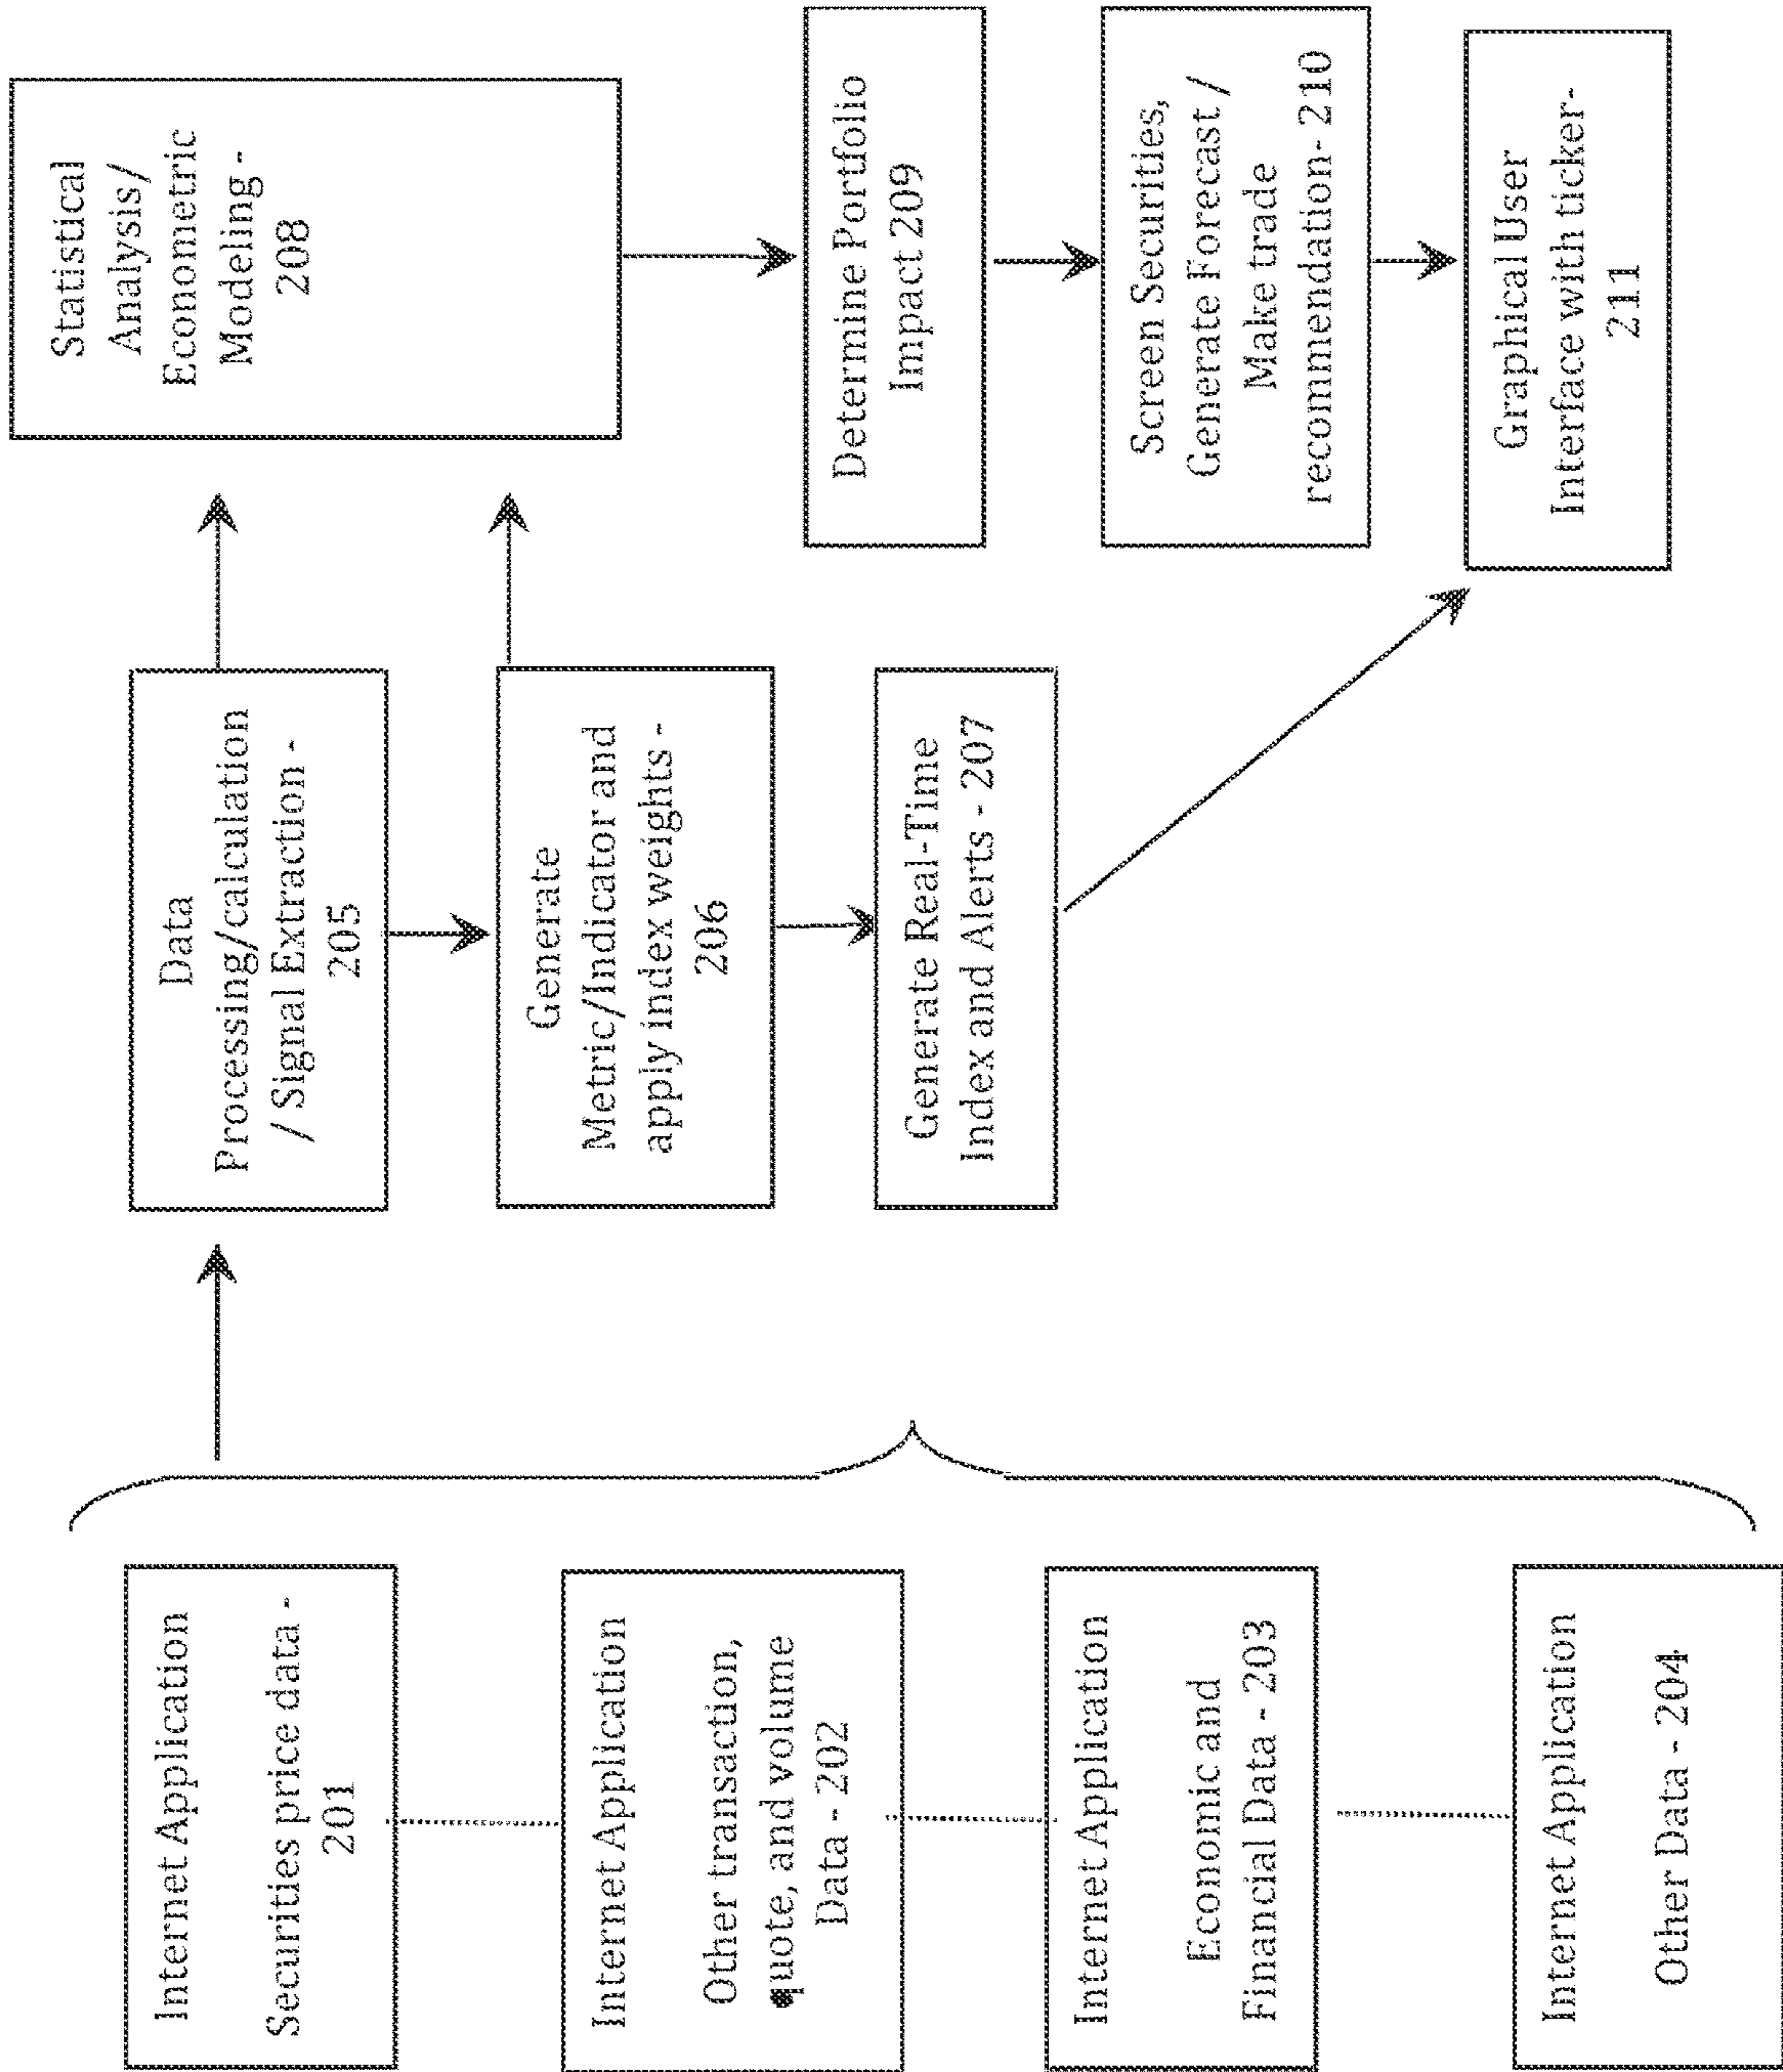 Internet Application
Securities price data -
201
Internet Application
Other transaction,
quote, and volume
Data - 202
Internet Application
Economic and
Financial Data - 203
Internet Application
Other Data - 204
Data
Processing/calculation
/ Signal Extraction -
205
Generate
Metric/Indicator and
apply index weights -
206
Generate Real-Time
Index and Alerts - 207
Statistical
Analysis/
Econometric
Modeling -
208
Determine Portfolio
Impact 209
Screen Securities,
Generate Forecast /
Make trade
recommendation- 210
Graphical User
Interface with ticker-
211